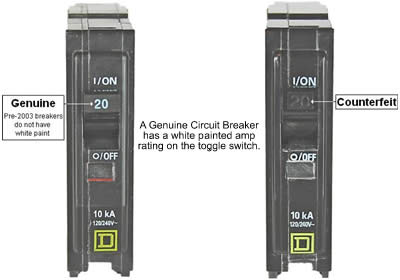 I/ON
20
O/OFF
10 kA
120/240V~
D
Genuine
Pre-2003 breakers
do not have
white paint
A Genuine Circuit Breaker
has a white painted amp
rating on the toggle switch.
I/ON
20
O/OFF
10 kA
120/240V~
D
Counterfeit